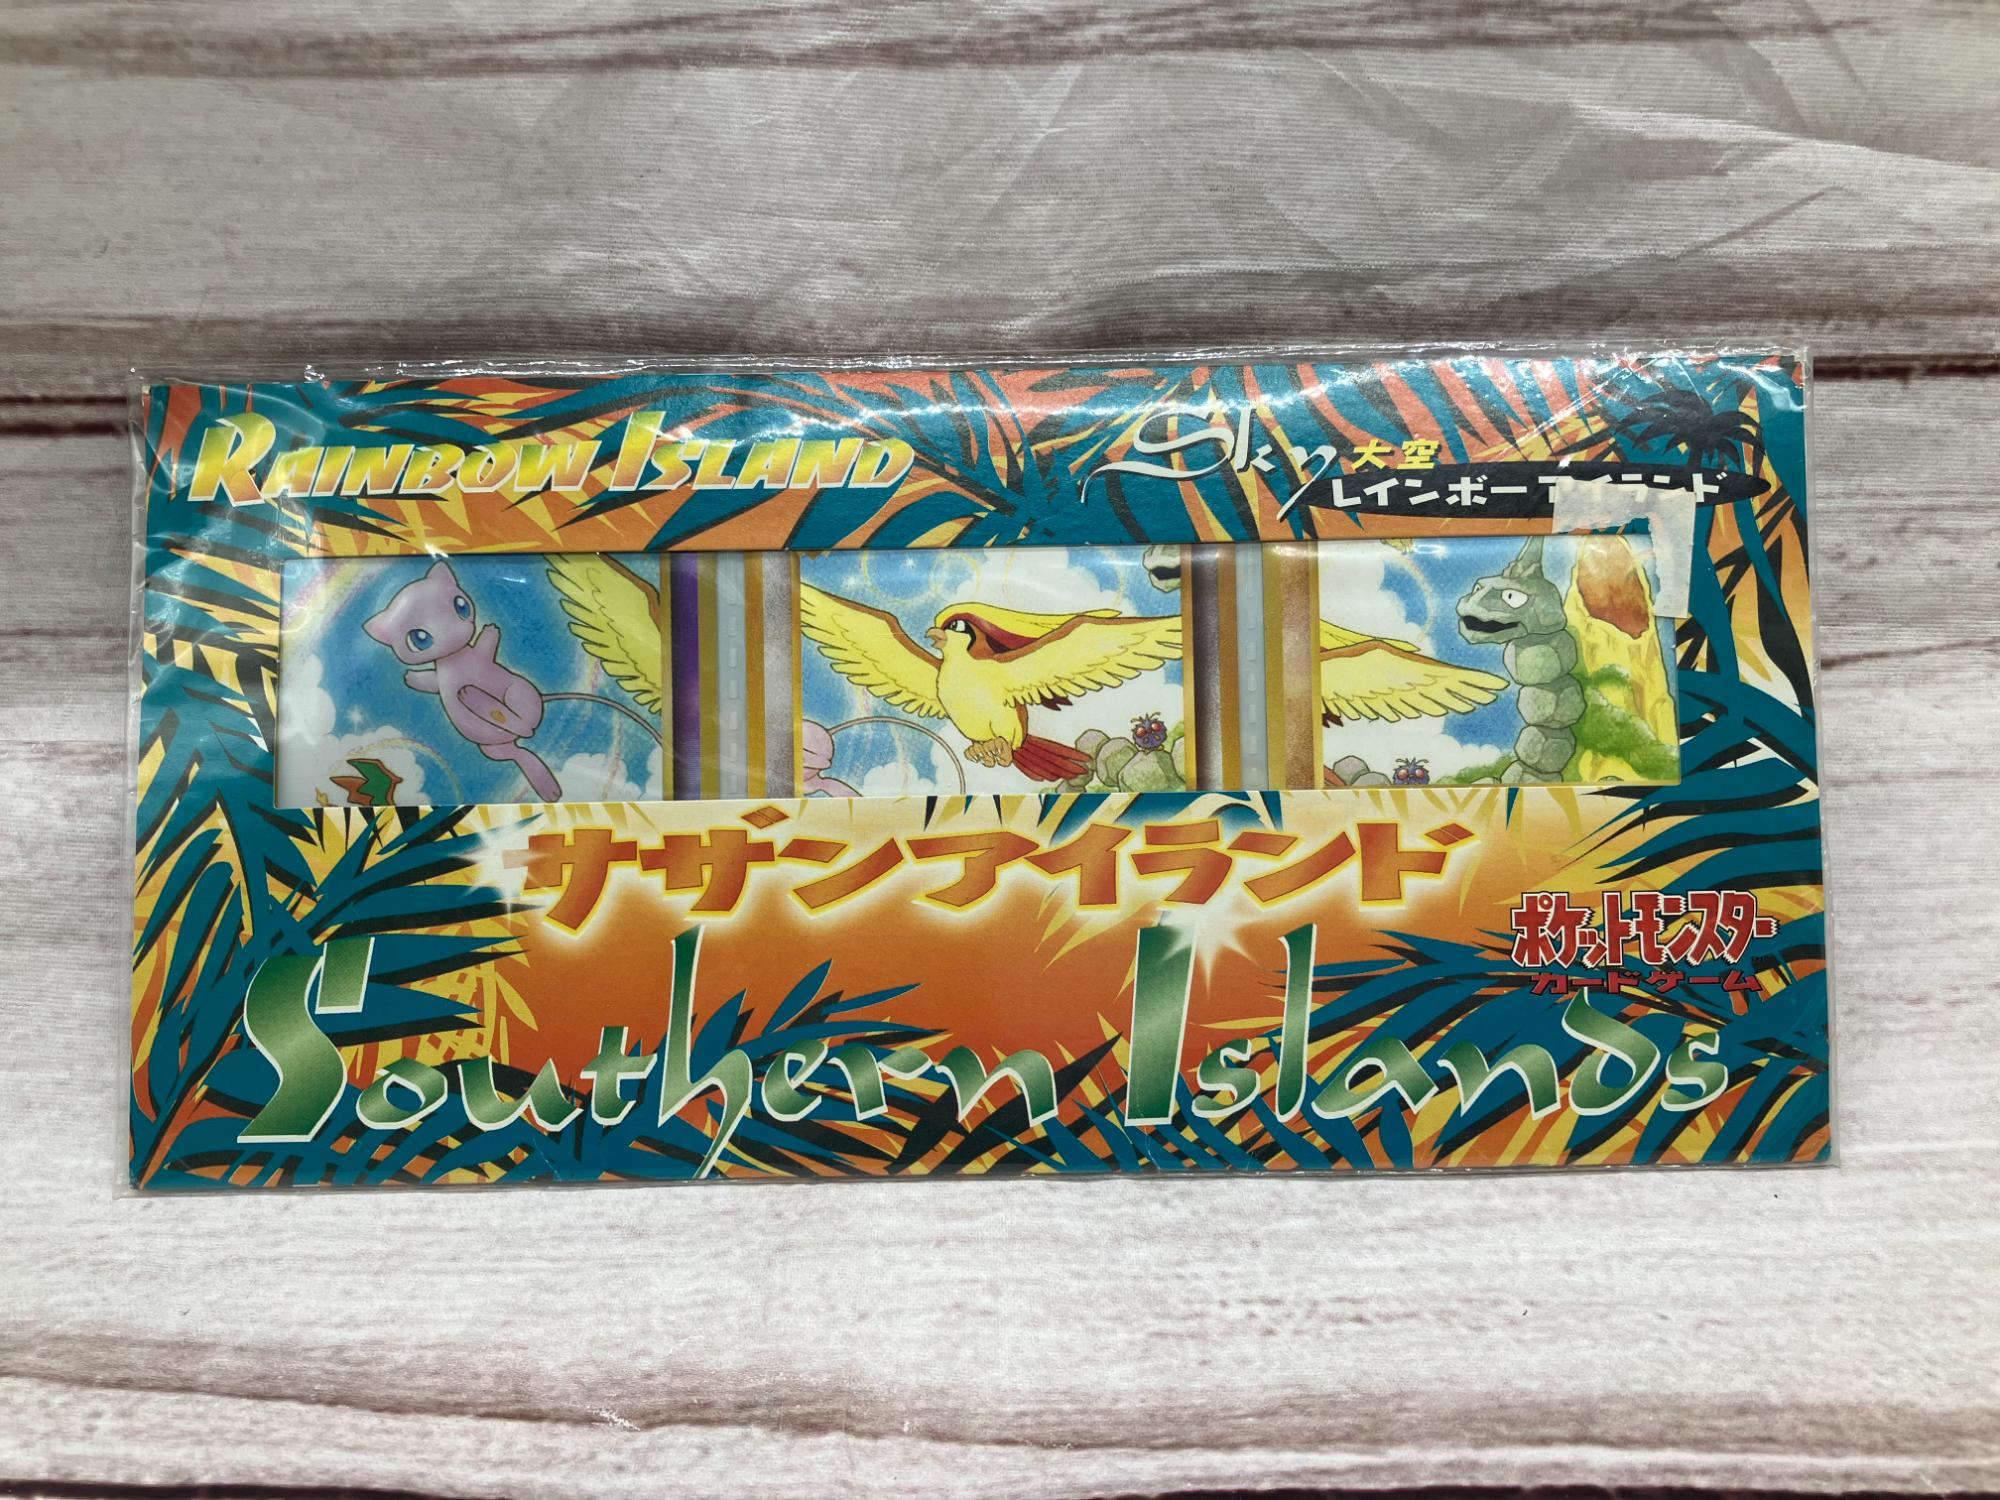 RAINBOW ISLAND
Sky 大空
レインボーアイランド
サザンアイランド
Southern Islands
ポケットモンスター
カードゲーム